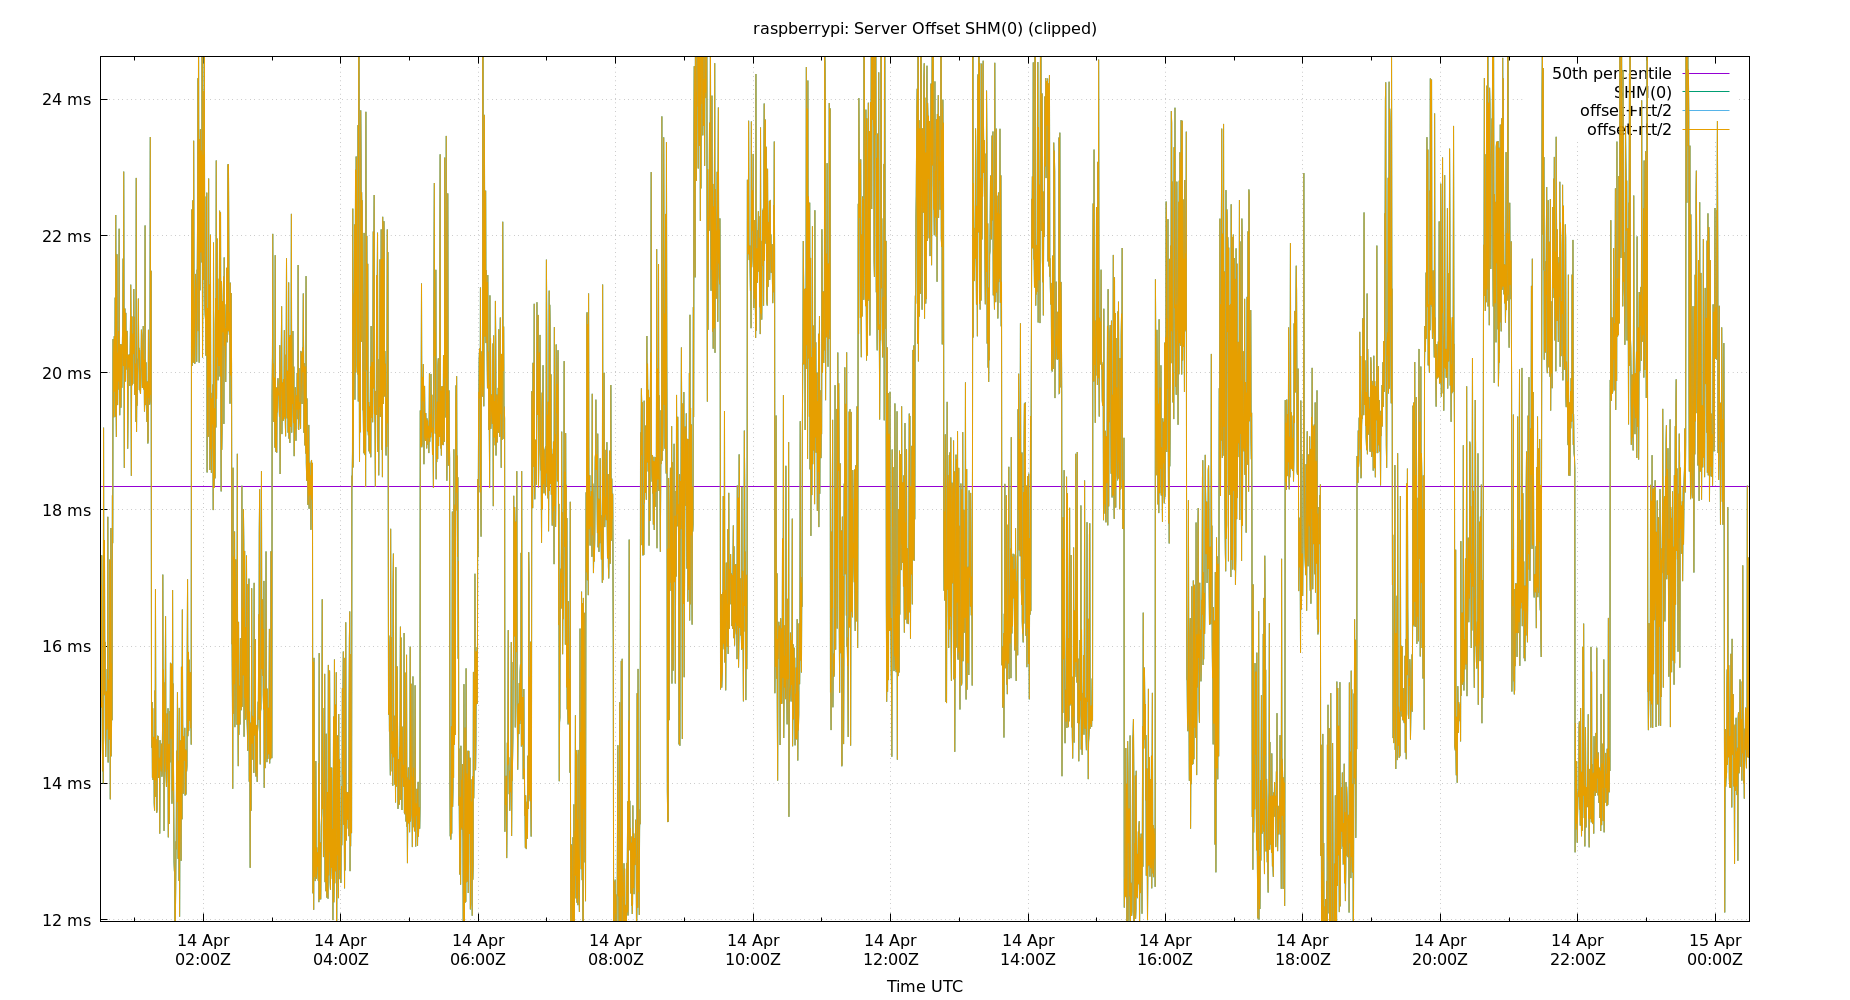 raspberrypi: Server Offset SHM(0) (clipped)
24 ms
22 ms
20 ms
18 ms
16 ms
14 ms
12 ms
50th percentile
SHM(0)
offset+rtt/2
offset-rtt/2
14 Apr 14 Apr 14 Apr 14 Apr 14 Apr 14 Apr 14 Apr 14 Apr 14 Apr 14 Apr 14 Apr 15 Apr
02:00Z 04:00Z 06:00Z 08:00Z 10:00Z 12:00Z 14:00Z 16:00Z 18:00Z 20:00Z 22:00Z 00:00Z
Time UTC